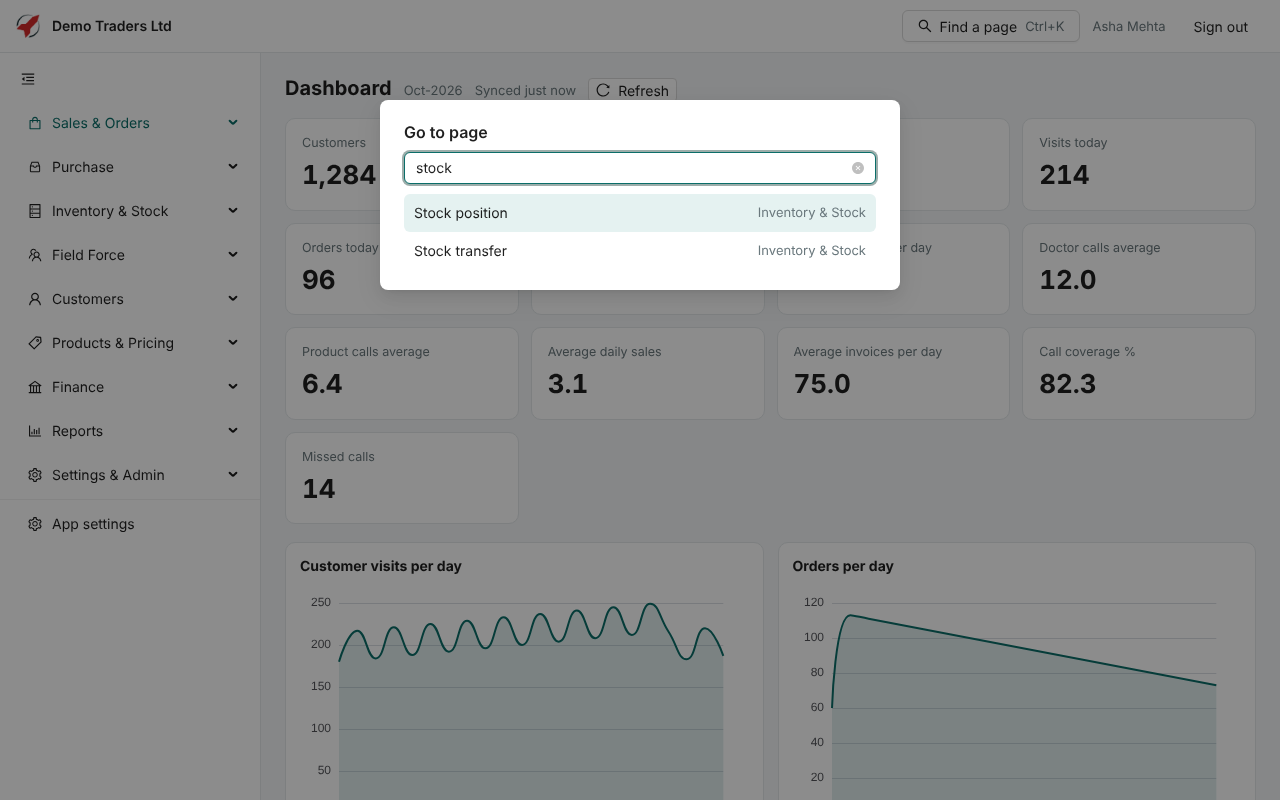 Demo Traders Ltd
Find a page Ctrl+K
Asha Mehta
Sign out
Sales & Orders
Purchase
Inventory & Stock
Field Force
Customers
Products & Pricing
Finance
Reports
Settings & Admin
App settings
Dashboard Oct-2026 Synced just now Refresh
Go to page
stock
Stock position Inventory & Stock
Stock transfer Inventory & Stock
Customers
1,284
Visits today
214
Orders today
96
r day
Doctor calls average
12.0
Product calls average
6.4
Average daily sales
3.1
Average invoices per day
75.0
Call coverage %
82.3
Missed calls
14
Customer visits per day
250
200
150
100
50
Orders per day
120
100
80
60
40
20